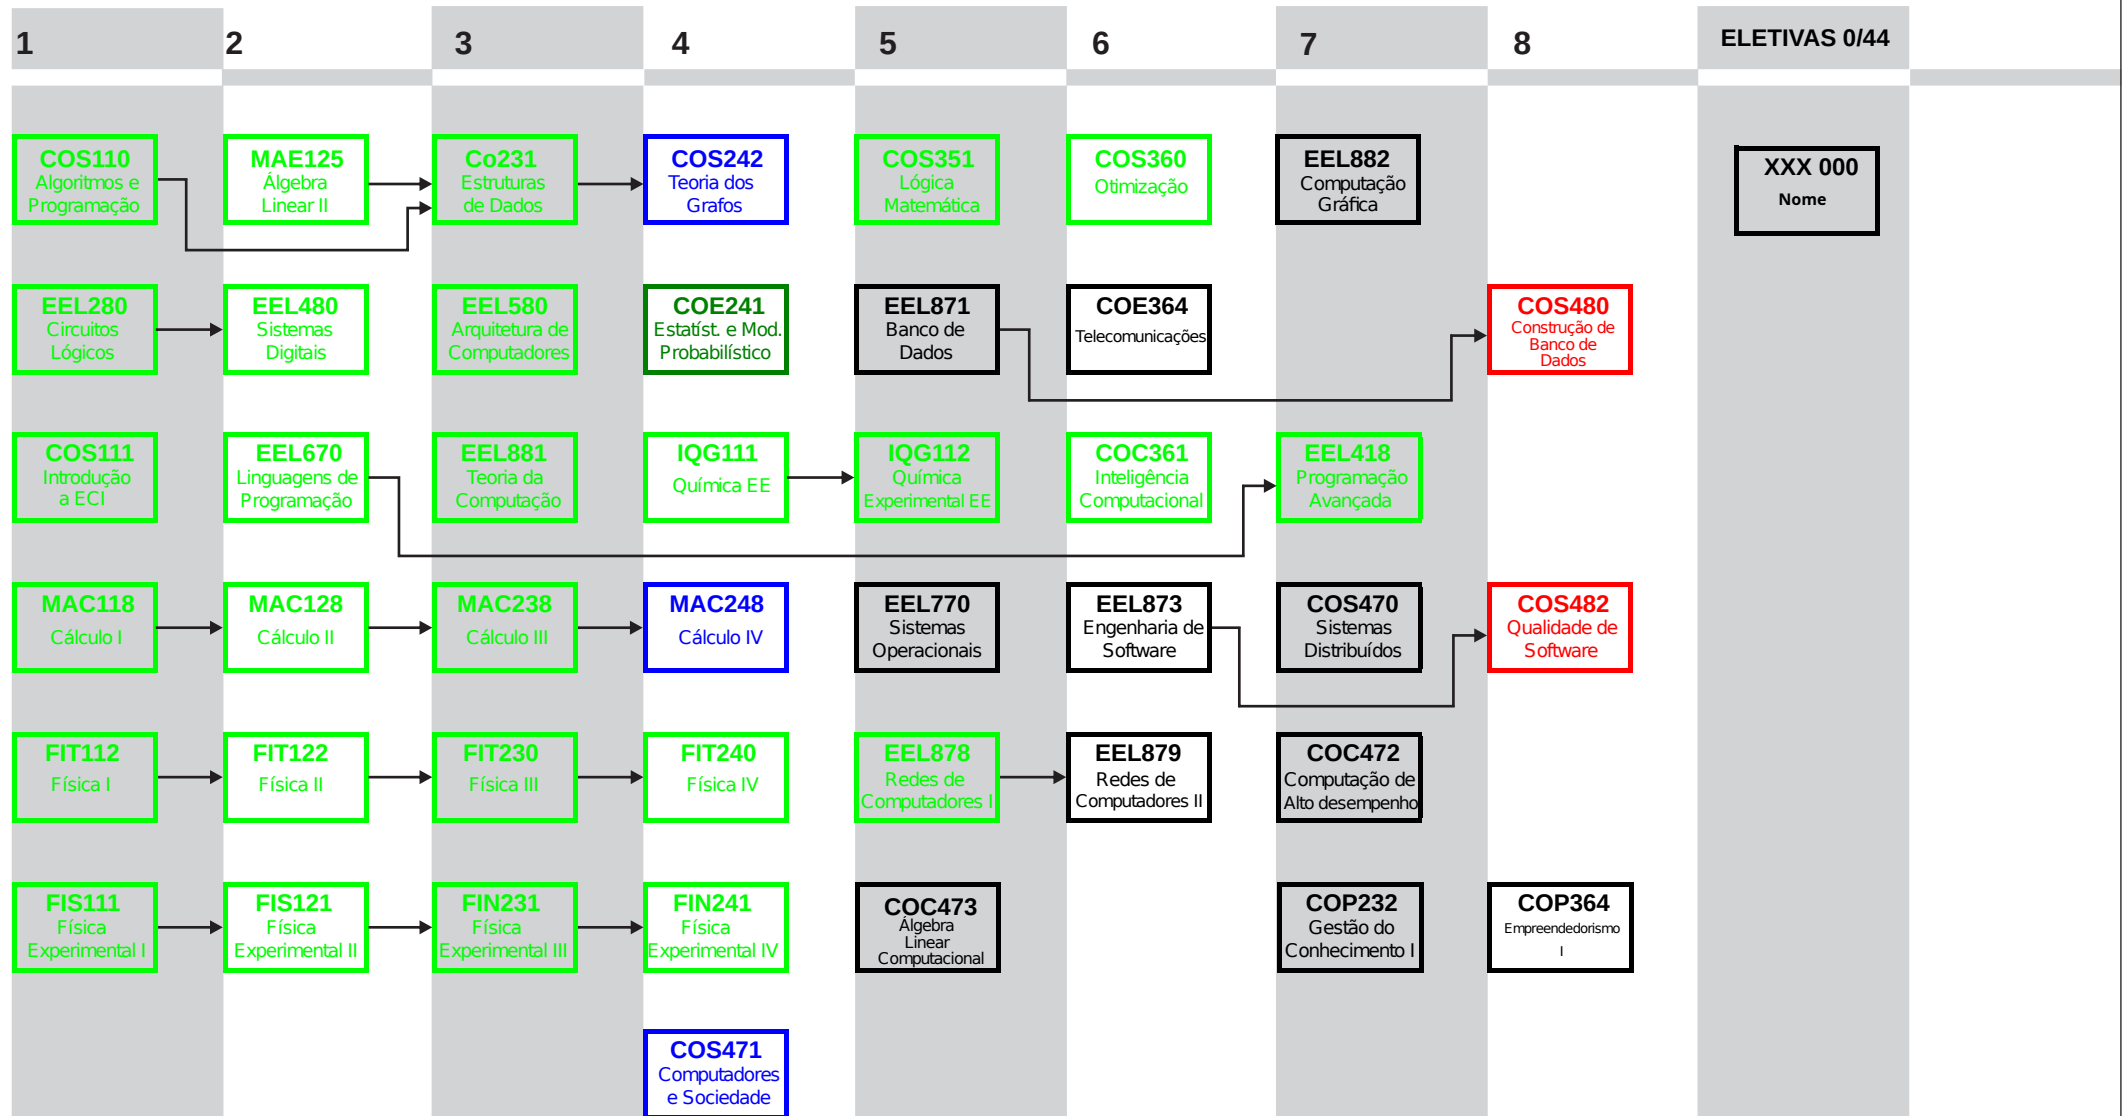 1
2
3
4
5
6
7
8
ELETIVAS 0/44
COS110
Algoritmos e
Programação
MAE125
Álgebra
Linear II
Co231
Estruturas
de Dados
COS242
Teoria dos
Grafos
COS351
Lógica
Matemática
COS360
Otimização
EEL882
Computação
Gráfica
XXX 000
Nome
EEL280
Circuitos
Lógicos
EEL480
Sistemas
Digitais
EEL580
Arquitetura de
Computadores
COE241
Estatíst. e Mod.
Probabilístico
EEL871
Banco de
Dados
COE364
Telecomunicações
COS480
Construção de
Banco de
Dados
COS111
Introdução
a ECI
EEL670
Linguagens de
Programação
EEL881
Teoria da
Computação
IQG111
Química EE
IQG112
Química
Experimental EE
COC361
Inteligência
Computacional
EEL418
Programação
Avançada
MAC118
Cálculo I
MAC128
Cálculo II
MAC238
Cálculo III
MAC248
Cálculo IV
EEL770
Sistemas
Operacionais
EEL873
Engenharia de
Software
COS470
Sistemas
Distribuídos
COS482
Qualidade de
Software
FIT112
Física I
FIT122
Física II
FIT230
Física III
FIT240
Física IV
EEL878
Redes de
Computadores I
EEL879
Redes de
Computadores II
COC472
Computação de
Alto desempenho
FIS111
Física
Experimental I
FIS121
Física
Experimental II
FIN231
Física
Experimental III
FIN241
Física
Experimental IV
COC473
Álgebra
Linear
Computacional
COP232
Gestão do
Conhecimento I
COP364
Empreendedorismo
I
COS471
Computadores
e Sociedade